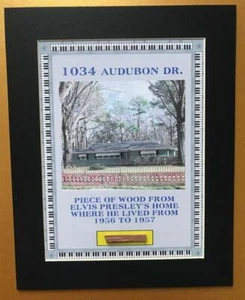 1034 AUDUBON DR.
PIECE OF WOOD FROM
ELVIS PRESLEY'S HOME
WHERE HE LIVED FROM
1956 TO 1957